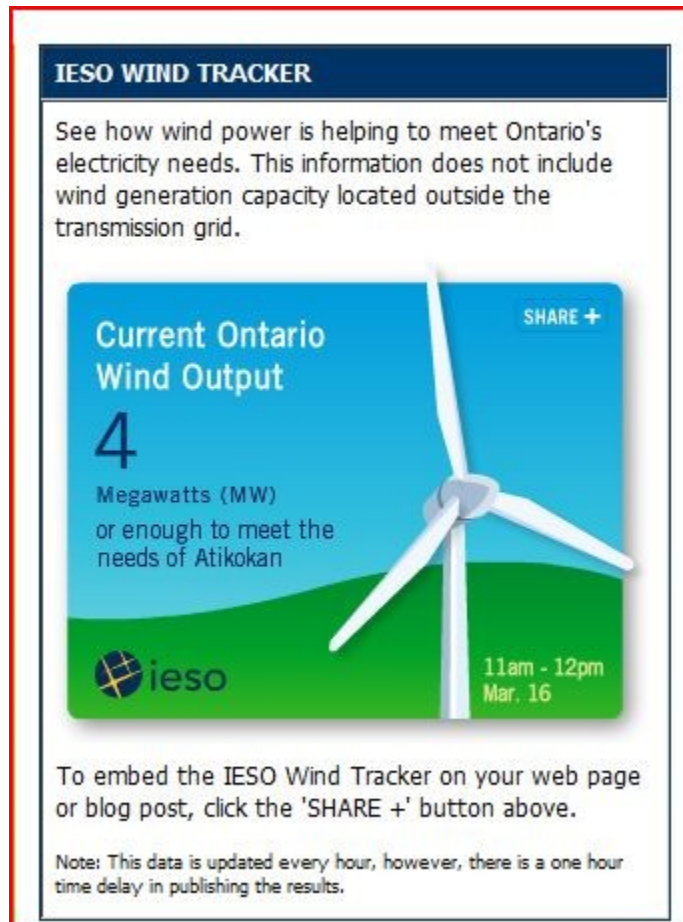 IESO WIND TRACKER
See how wind power is helping to meet Ontario's
electricity needs. This information does not include
wind generation capacity located outside the
transmission grid.
SHARE +
Current Ontario
Wind Output
4
Megawatts (MW)
or enough to meet the
needs of Atikokan
ieso
11am - 12pm
Mar. 16
To embed the IESO Wind Tracker on your web page
or blog post, click the 'SHARE +' button above.
Note: This data is updated every hour, however, there is a one hour
time delay in publishing the results.